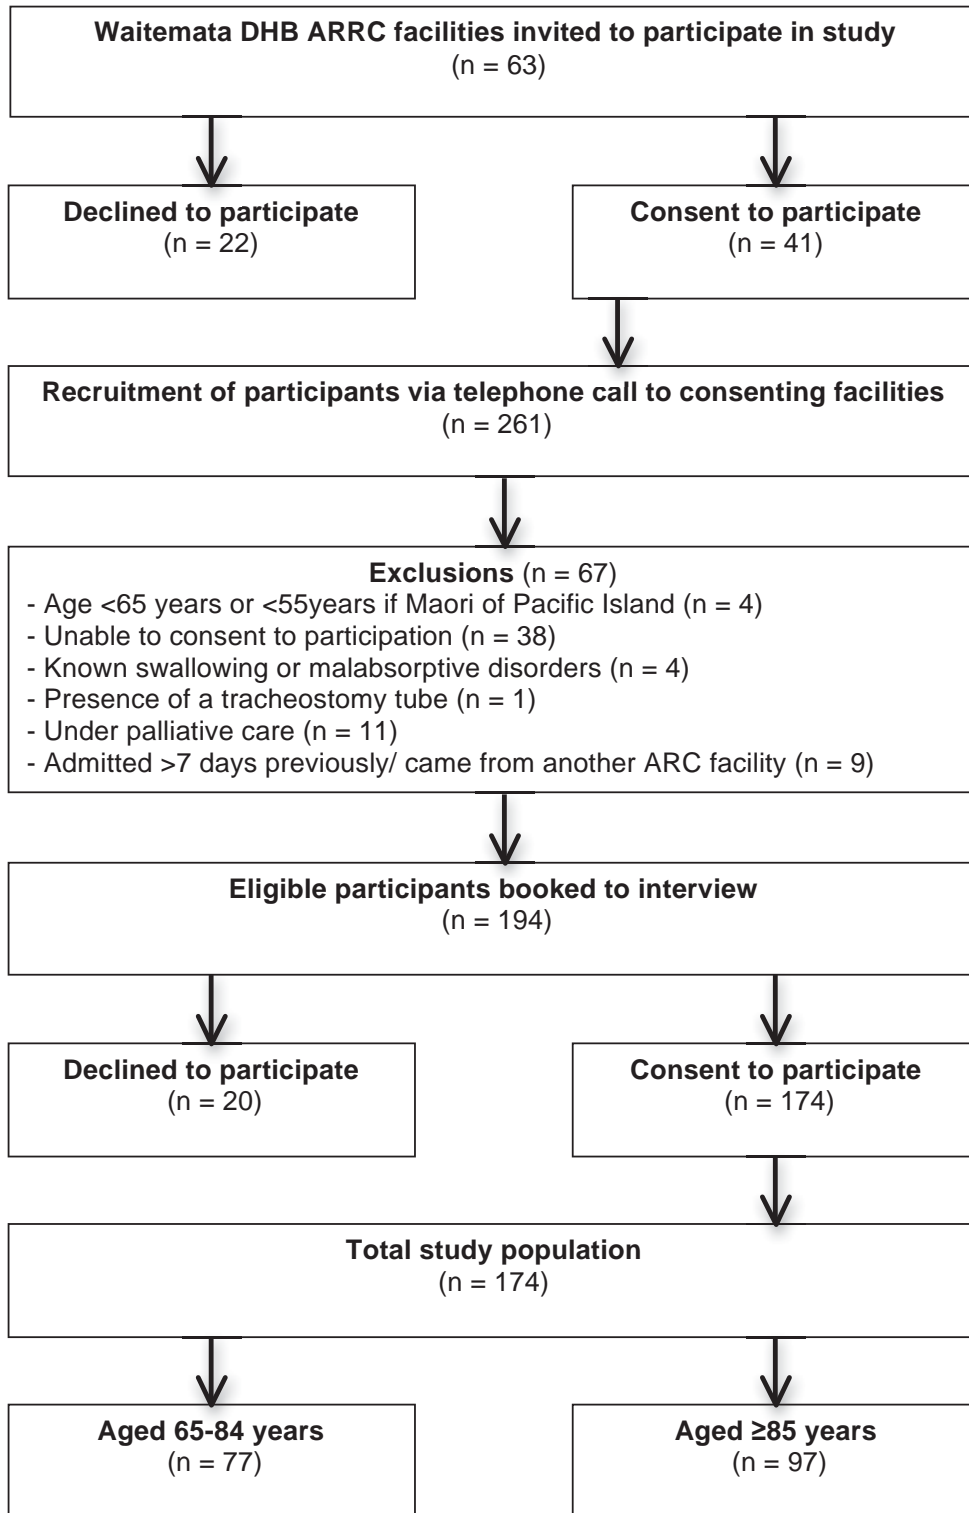 Waitemata DHB ARRC facilities invited to participate in study
(n = 63)
Declined to participate
(n = 22)
Consent to participate
(n = 41)
Recruitment of participants via telephone call to consenting facilities
(n = 261)
Exclusions (n = 67)
- Age <65 years or <55years if Maori of Pacific Island (n = 4)
- Unable to consent to participation (n = 38)
- Known swallowing or malabsorptive disorders (n = 4)
- Presence of a tracheostomy tube (n = 1)
- Under palliative care (n = 11)
- Admitted >7 days previously/ came from another ARC facility (n = 9)
Eligible participants booked to interview
(n = 194)
Declined to participate
(n = 20)
Consent to participate
(n = 174)
Total study population
(n = 174)
Aged 65-84 years
(n = 77)
Aged ≥85 years
(n = 97)